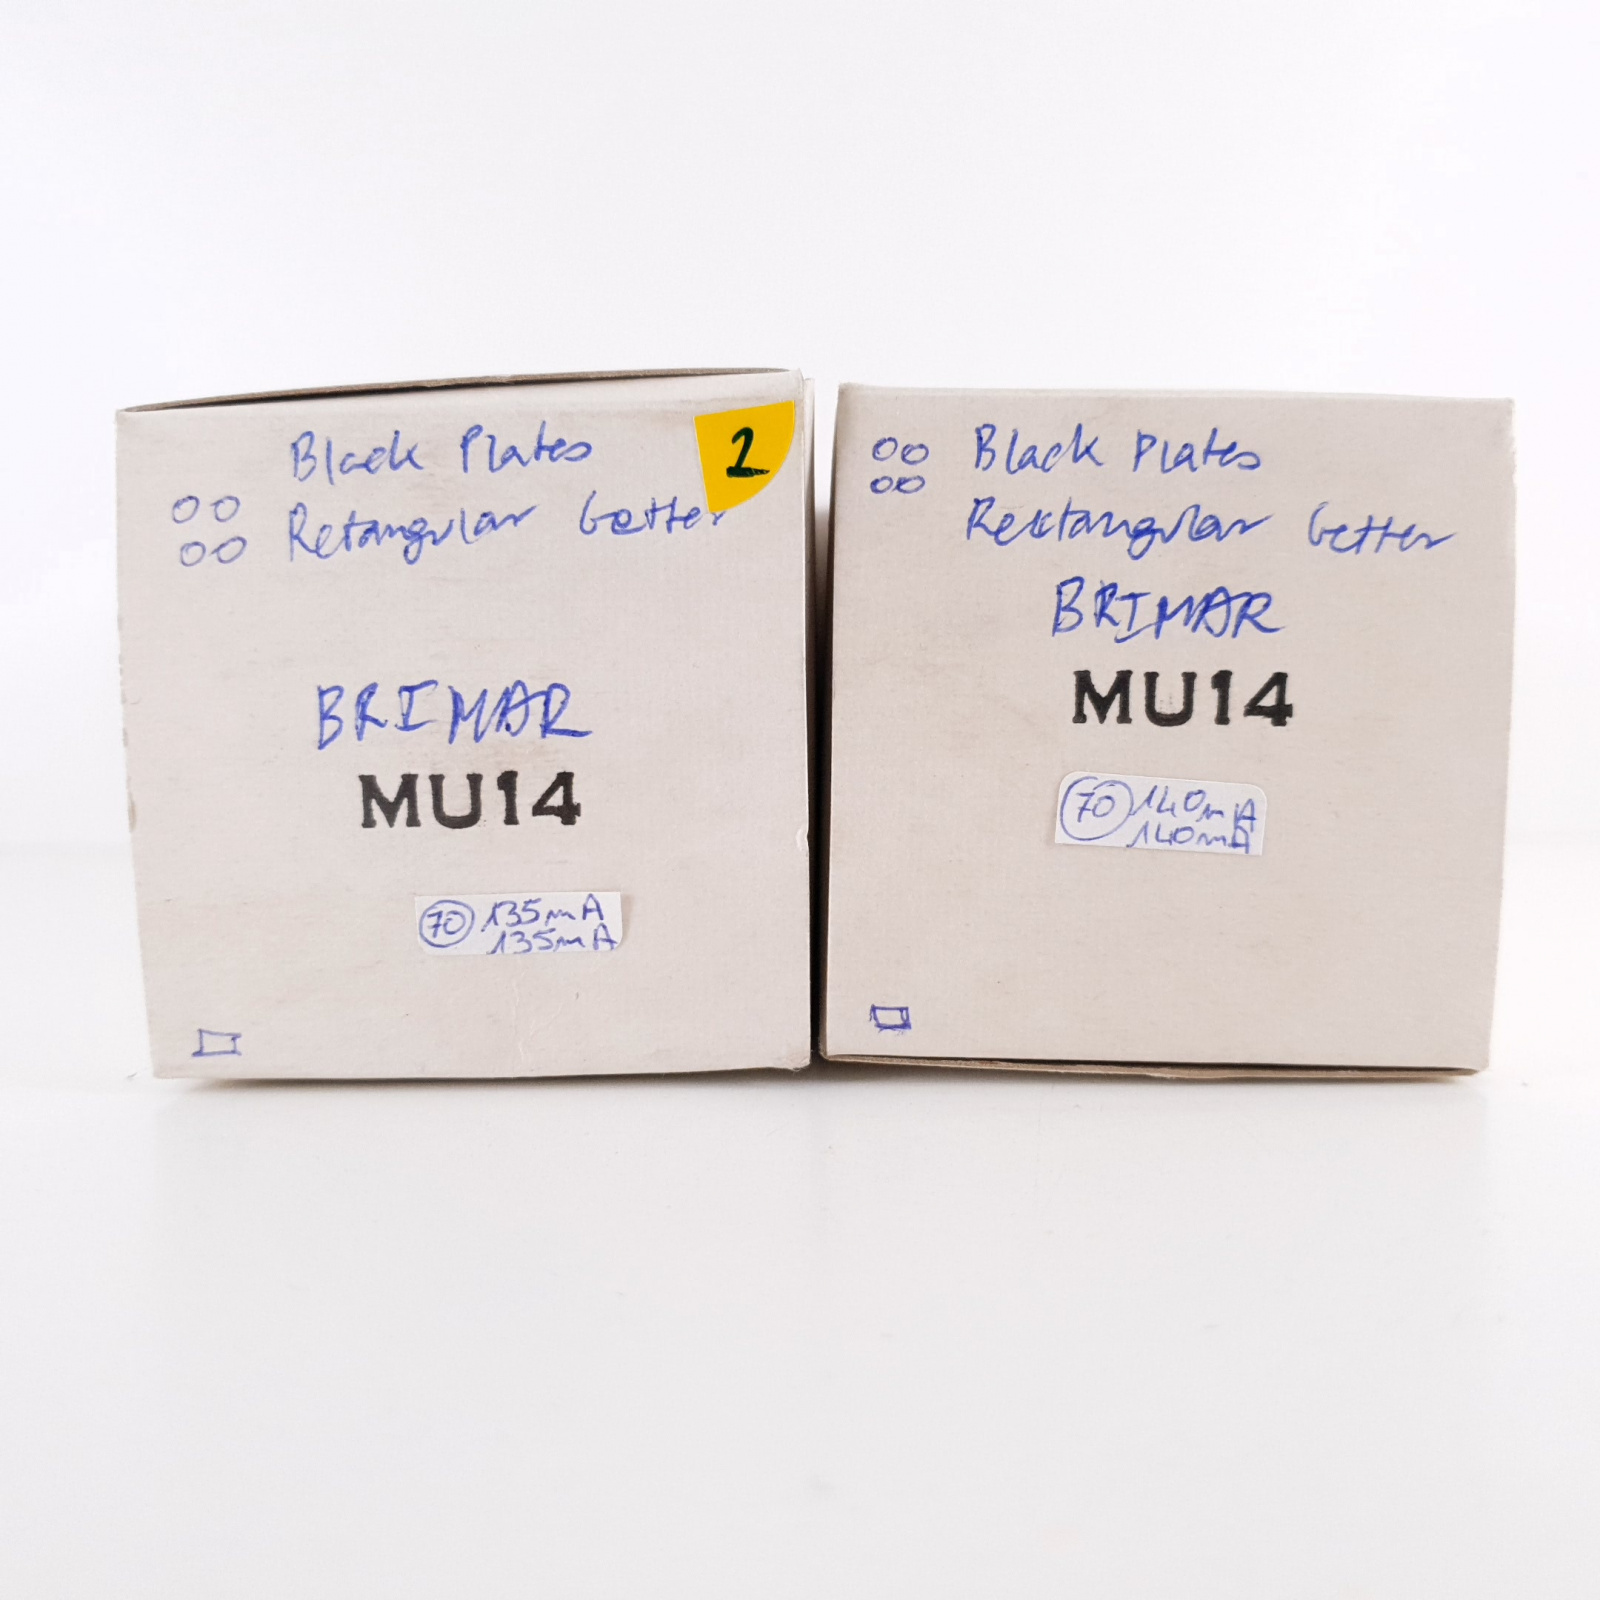 Black Plates
2
Retangular Getter
BRIMAR
MU14
70 135mA
135mA
Black Plates
Rectangular Getter
BRIMAR
MU14
70 140mA
140mA